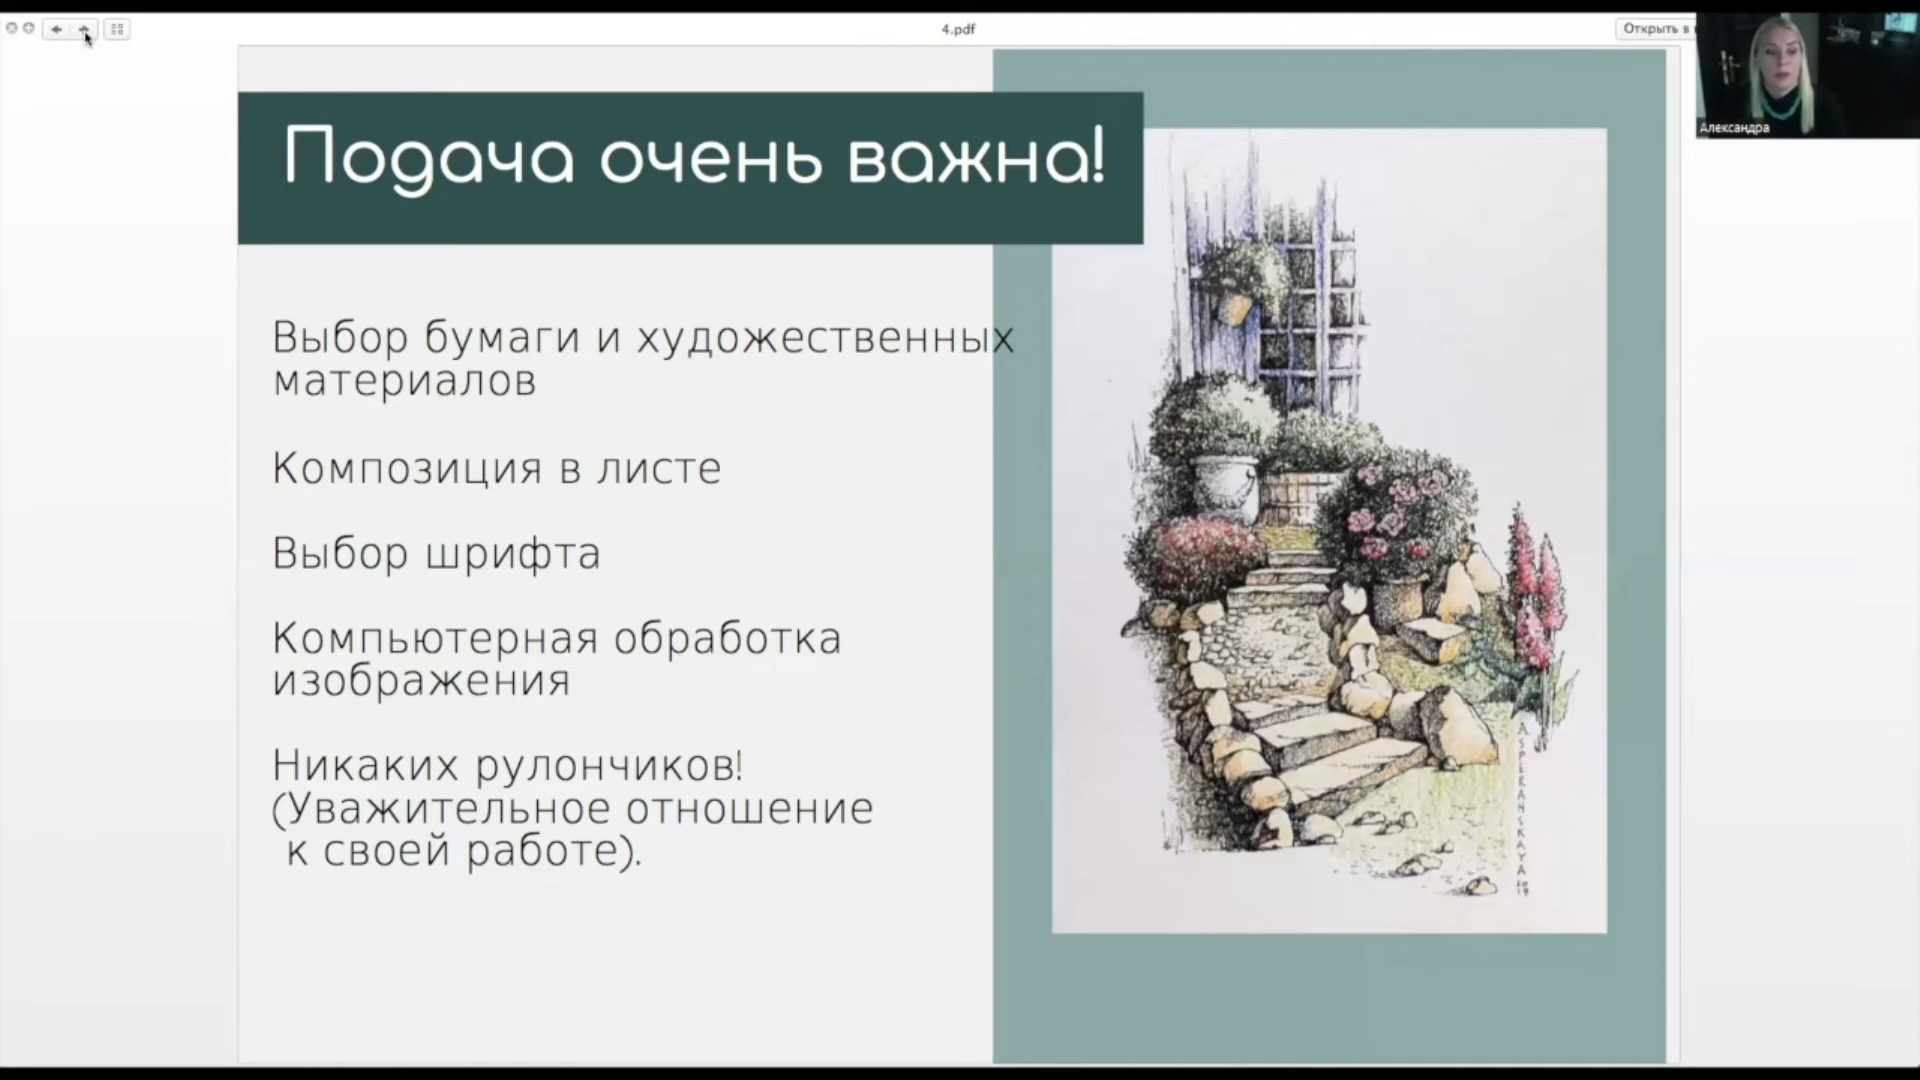 4.pdf
Открыть в
Александра
Подача очень важна!
Выбор бумаги и художественных
материалов
Композиция в листе
Выбор шрифта
Компьютерная обработка
изображения
Никаких рулончиков!
(Уважительное отношение
к своей работе).
ASPERANSKAYA
2019